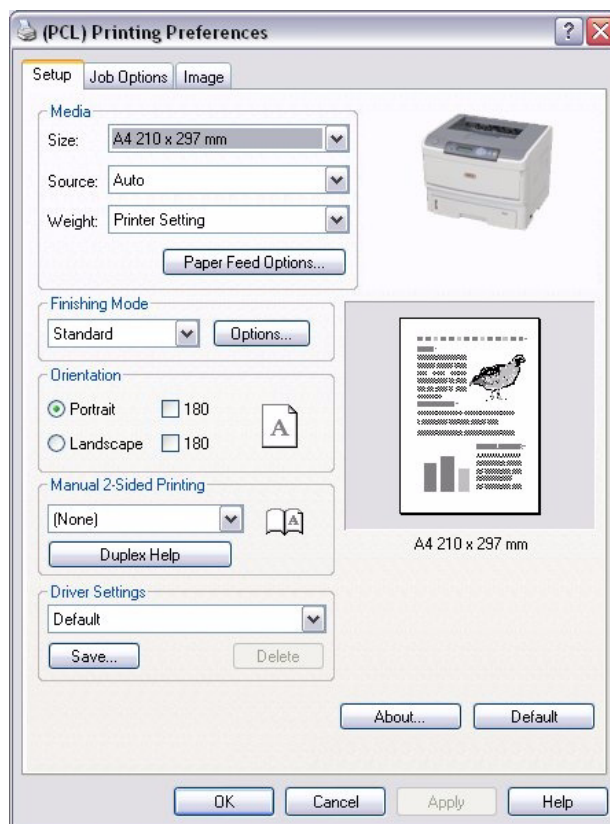 (PCL) Printing Preferences
Setup
Job Options
Image
Media
Size:
A4 210 x 297 mm
Source:
Auto
Weight:
Printer Setting
Paper Feed Options...
Finishing Mode
Standard
Options...
Orientation
Portrait
180
Landscape
180
A
Manual 2-Sided Printing
(None)
A
Duplex Help
A4 210 x 297 mm
Driver Settings
Default
Save...
Delete
About...
Default
OK
Cancel
Apply
Help